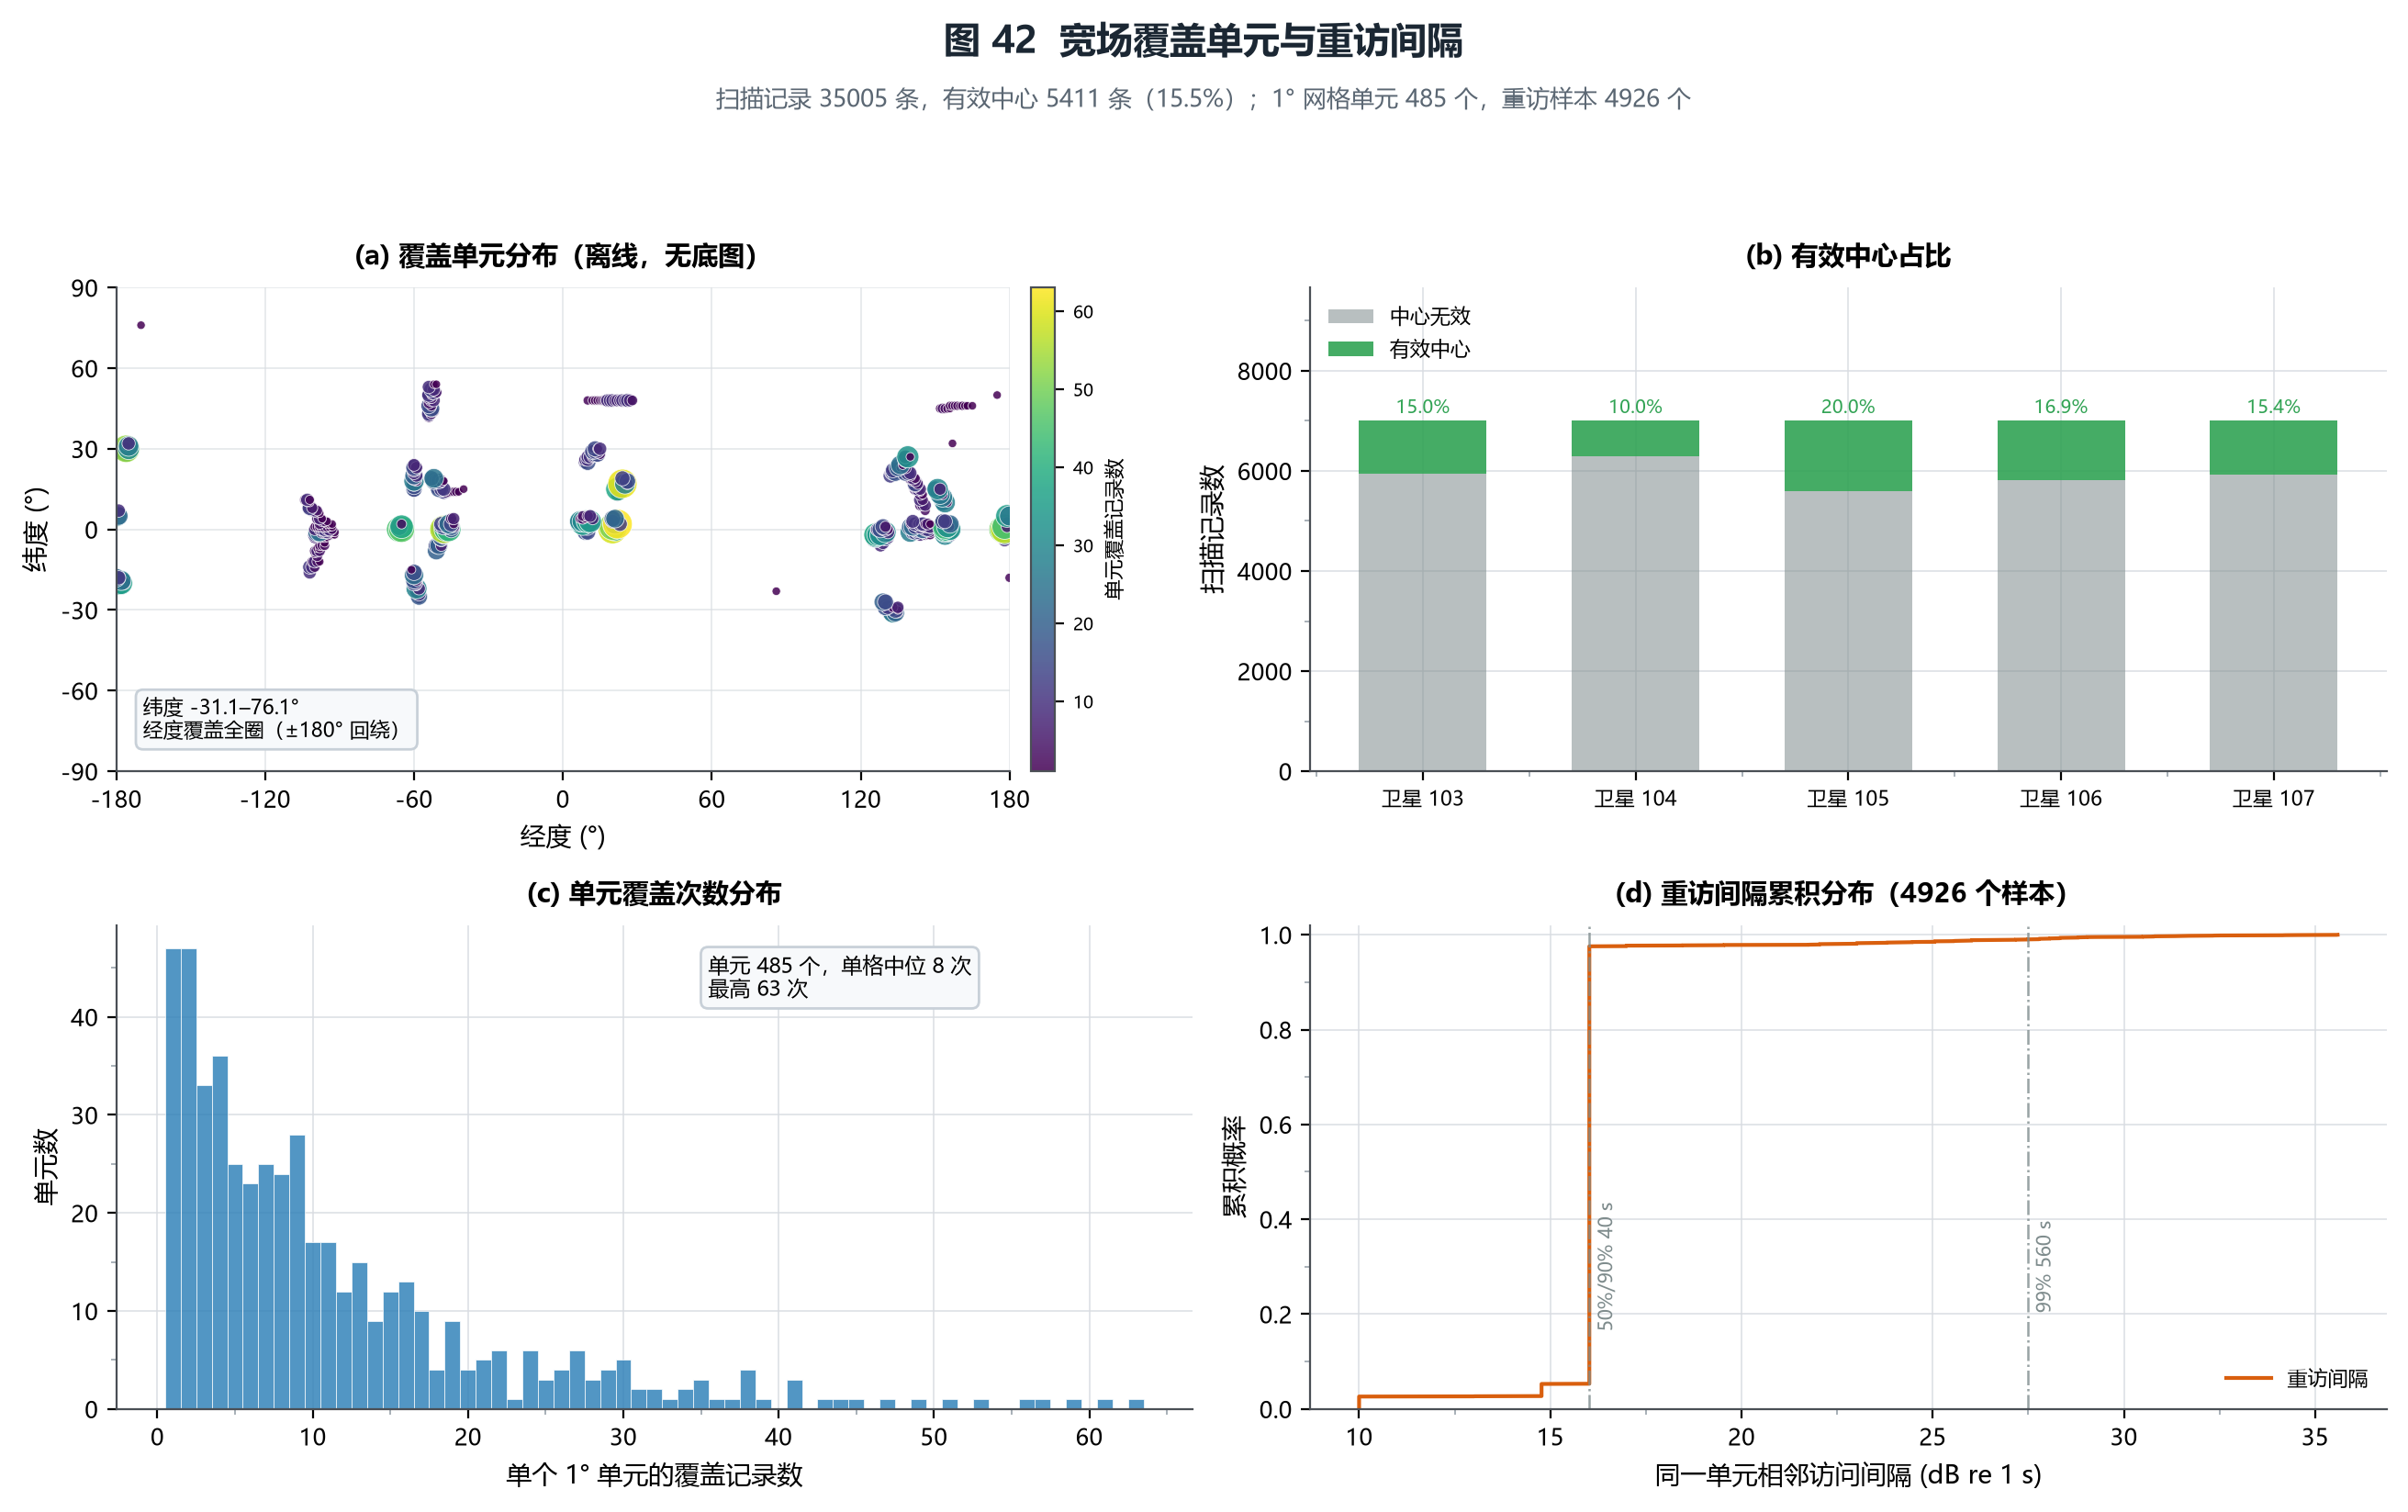 图 42 宽场覆盖单元与重访间隔
扫描记录 35005 条，有效中心 5411 条（15.5%）；1° 网格单元 485 个，重访样本 4926 个
(a) 覆盖单元分布（离线，无底图）
90
60
30
0
-30
-60
-90
纬度 (°)
-180
-120
-60
0
60
120
180
经度 (°)
纬度 -31.1–76.1°
经度覆盖全圈（±180° 回绕）
60
50
40
30
20
10
单元覆盖记录数
(b) 有效中心占比
中心无效
有效中心
8000
6000
4000
2000
0
扫描记录数
15.0%
10.0%
20.0%
16.9%
15.4%
卫星 103
卫星 104
卫星 105
卫星 106
卫星 107
(c) 单元覆盖次数分布
单元 485 个，单格中位 8 次
最高 63 次
40
30
20
10
0
单元数
0
10
20
30
40
50
60
单个 1° 单元的覆盖记录数
(d) 重访间隔累积分布（4926 个样本）
1.0
0.8
0.6
0.4
0.2
0.0
累积概率
50%/90% 40 s
99% 560 s
重访间隔
10
15
20
25
30
35
同一单元相邻访问间隔 (dB re 1 s)